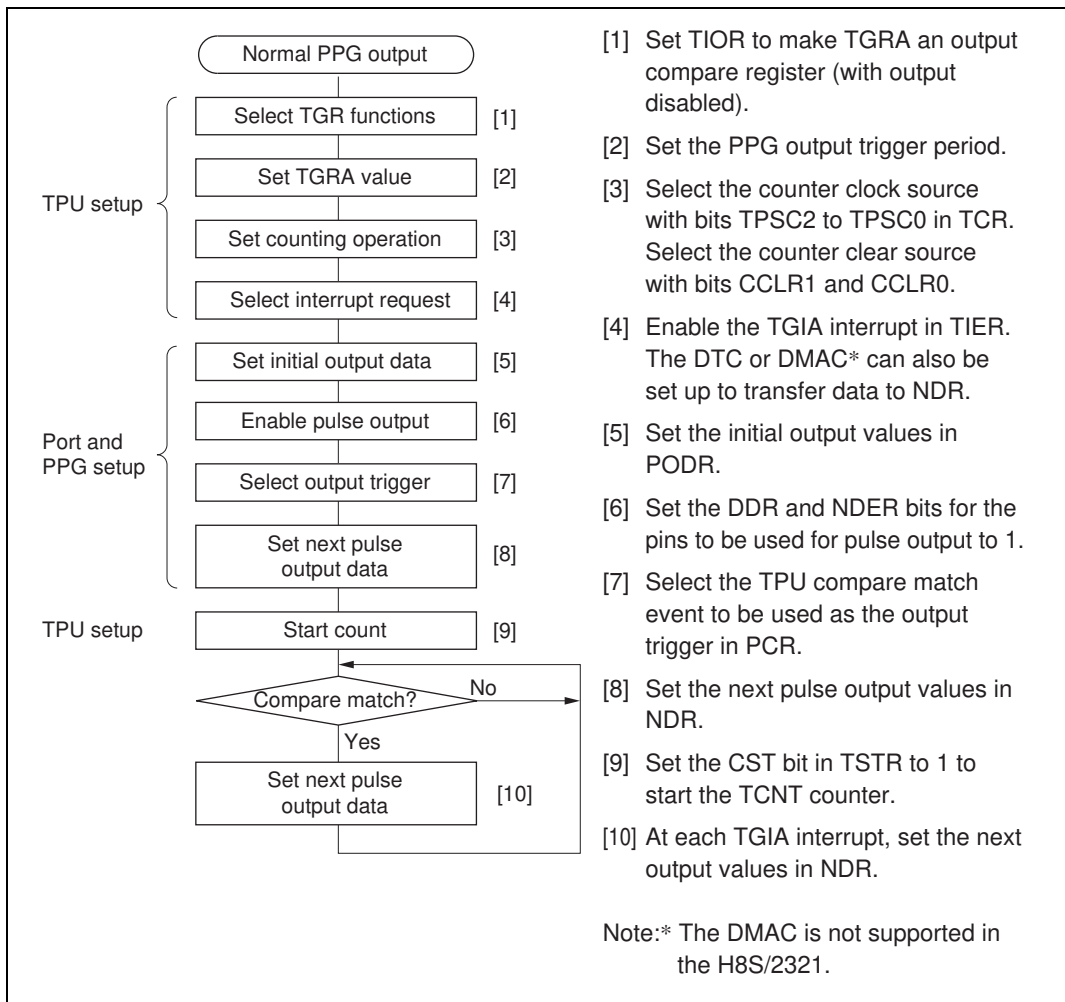 Normal PPG output
Select TGR functions [1]
Set TGRA value [2]
TPU setup
Set counting operation [3]
Select interrupt request [4]
Set initial output data [5]
Enable pulse output [6]
Port and
PPG setup
Select output trigger [7]
Set next pulse
output data
[8]
TPU setup
Start count [9]
Compare match?
No
Yes
Set next pulse
output data
[10]
[1] Set TIOR to make TGRA an output
compare register (with output
disabled).
[2] Set the PPG output trigger period.
[3] Select the counter clock source
with bits TPSC2 to TPSC0 in TCR.
Select the counter clear source
with bits CCLR1 and CCLR0.
[4] Enable the TGIA interrupt in TIER.
The DTC or DMAC* can also be
set up to transfer data to NDR.
[5] Set the initial output values in
PODR.
[6] Set the DDR and NDER bits for the
pins to be used for pulse output to 1.
[7] Select the TPU compare match
event to be used as the output
trigger in PCR.
[8] Set the next pulse output values in
NDR.
[9] Set the CST bit in TSTR to 1 to
start the TCNT counter.
[10] At each TGIA interrupt, set the next
output values in NDR.
Note:* The DMAC is not supported in
the H8S/2321.